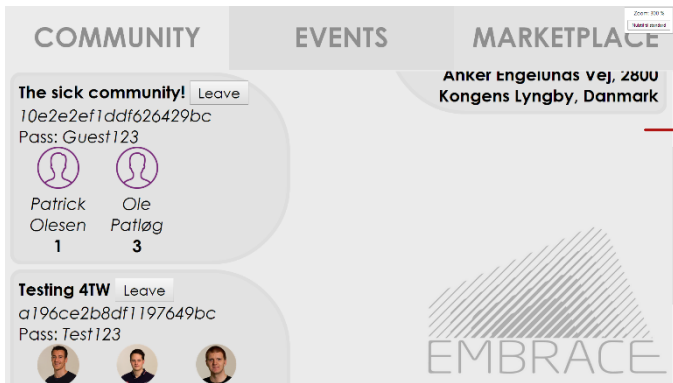 COMMUNITY EVENTS MARKETPLACE
The sick community! Leave
10e2e2ef1ddf626429bc
Pass: Guest123
Patrick Olesen
1
Ole Patløg
3
Testing 4TW Leave
a196ce2b8df1197649bc
Pass: Test123
Anker Engelunds Vej, 2800
Kongens Lyngby, Danmark
EMBRACE